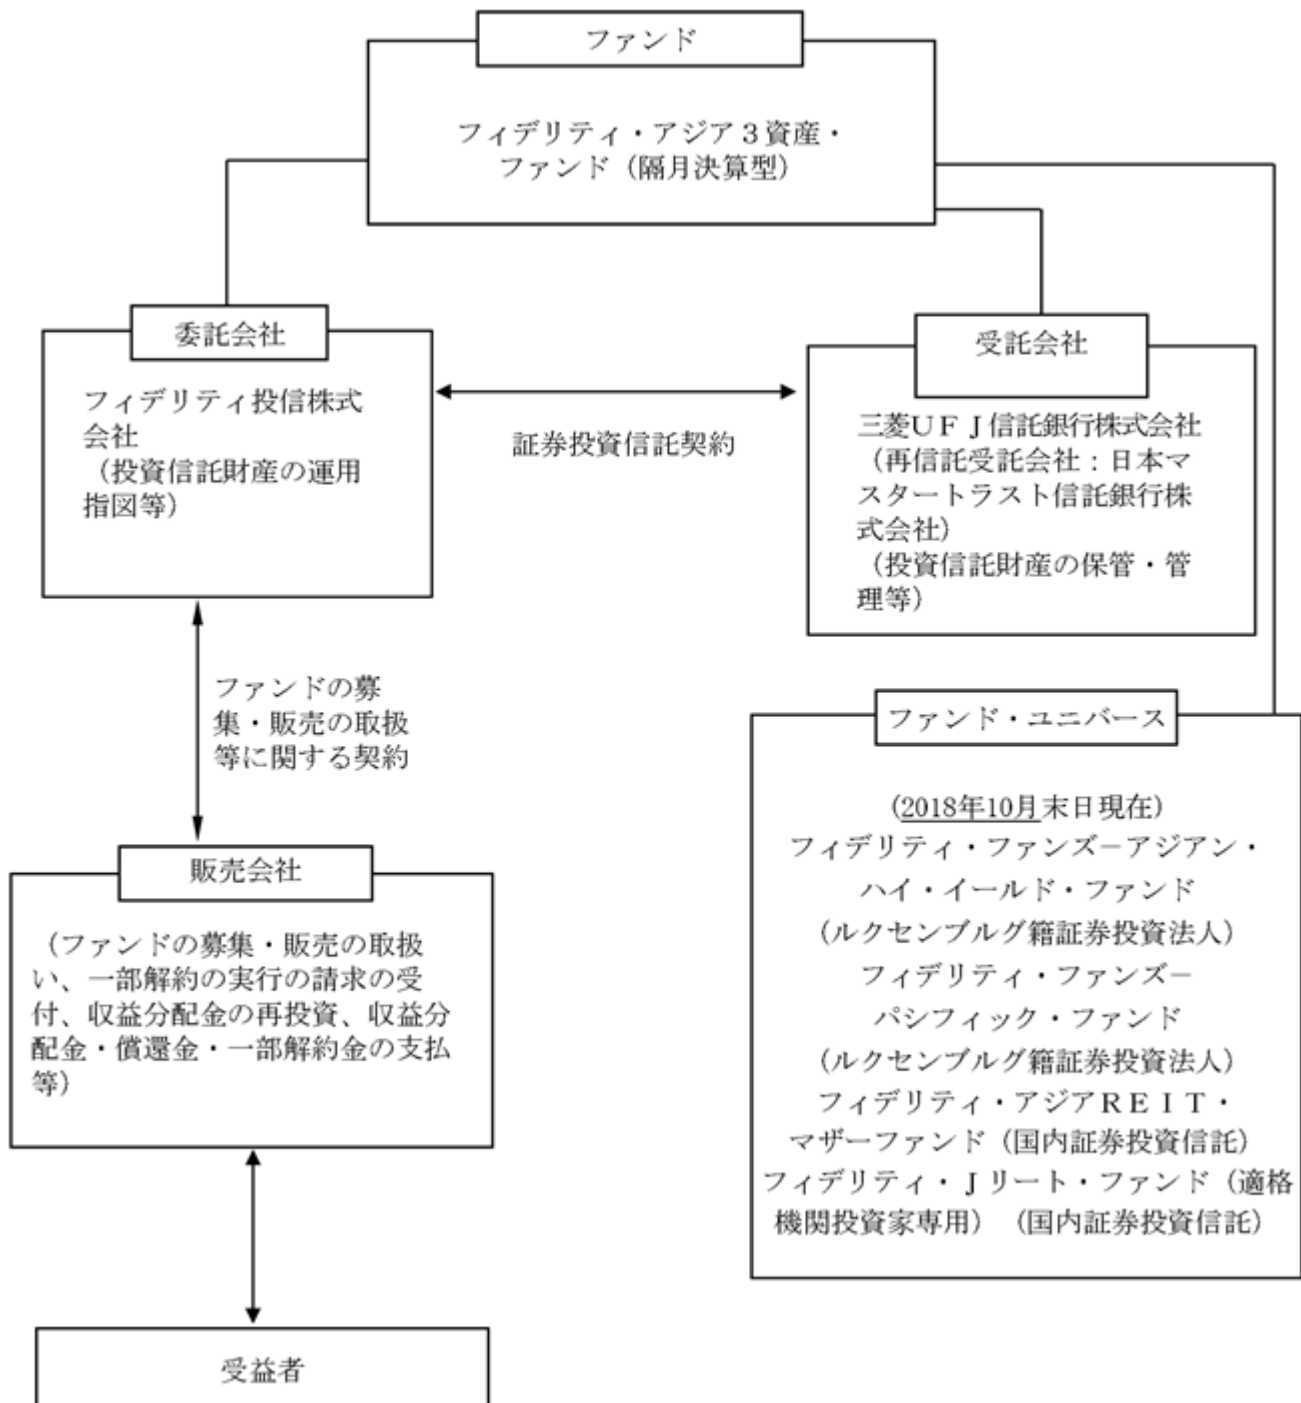 ファンド
フィデリティ・アジア３資産・
ファンド（隔月決算型）
委託会社
フィデリティ投信株式
会社
（投資信託財産の運用
指図等）
証券投資信託契約
受託会社
三菱ＵＦＪ信託銀行株式会社
（再信託受託会社：日本マ
スタートラスト信託銀行株
式会社）
（投資信託財産の保管・管
理等）
ファンドの募
集・販売の取扱
等に関する契約
販売会社
（ファンドの募集・販売の取扱
い、一部解約の実行の請求の受
付、収益分配金の再投資、収益分
配金・償還金・一部解約金の支払
等）
受益者
ファンド・ユニバース
（2018年10月末日現在）
フィデリティ・ファンズ－アジアン・
ハイ・イールド・ファンド
（ルクセンブルグ籍証券投資法人）
フィデリティ・ファンズ－
パシフィック・ファンド
（ルクセンブルグ籍証券投資法人）
フィデリティ・アジアＲＥＩＴ・
マザーファンド（国内証券投資信託）
フィデリティ・Ｊリート・ファンド（適格
機関投資家専用）（国内証券投資信託）